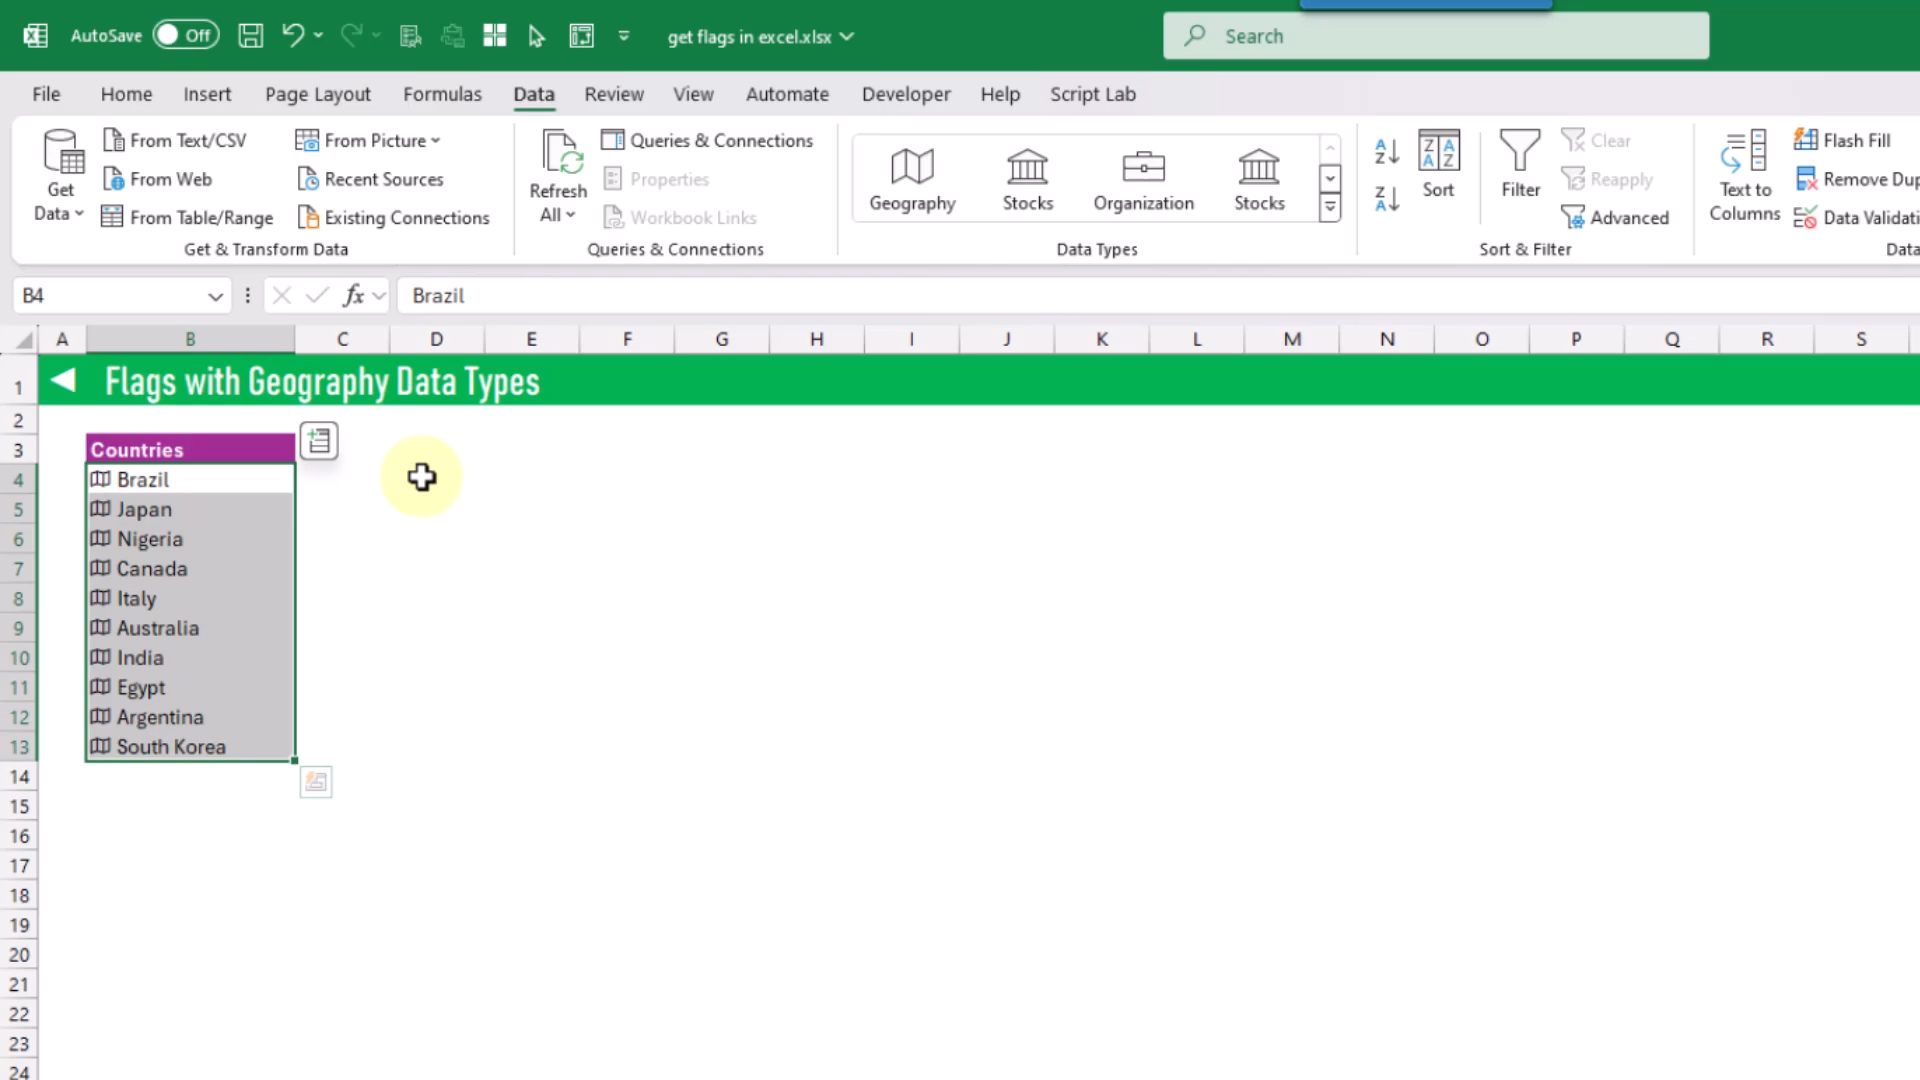 AutoSave Off get flags in excel.xlsx Search
File Home Insert Page Layout Formulas Data Review View Automate Developer Help Script Lab
From Text/CSV From Picture Queries & Connections Clear Flash Fill
Get Data From Web Recent Sources Refresh All Properties Geography Stocks Organization Stocks Sort Filter Reapply Text to Columns Remove Dup
From Table/Range Existing Connections Workbook Links Advanced Data Validati
Get & Transform Data Queries & Connections Data Types Sort & Filter Data
B4 fx Brazil
A B C D E F G H I J K L M N O P Q R S
1 Flags with Geography Data Types
2
3 Countries
4 Brazil
5 Japan
6 Nigeria
7 Canada
8 Italy
9 Australia
10 India
11 Egypt
12 Argentina
13 South Korea
14
15
16
17
18
19
20
21
22
23
24